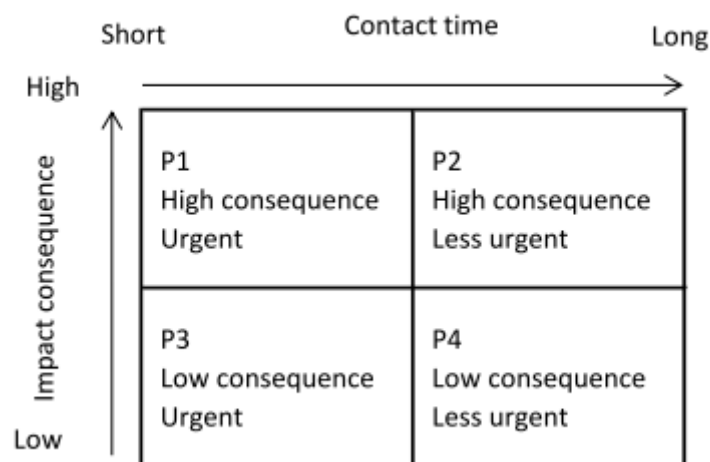 Short
Contact time
Long
High
P1
High consequence
Urgent
P2
High consequence
Less urgent
Impact consequence
P3
Low consequence
Urgent
P4
Low consequence
Less urgent
Low